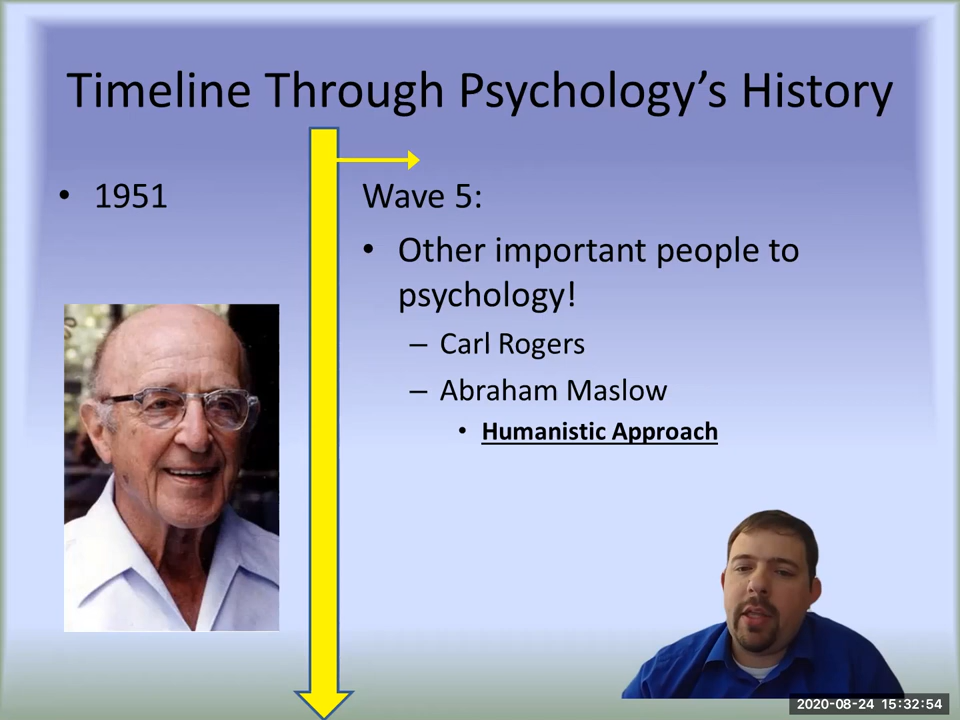 Timeline Through Psychology’s History
• 1951
Wave 5:
• Other important people to
psychology!
– Carl Rogers
– Abraham Maslow
• Humanistic Approach
2020-08-24 15:32:54